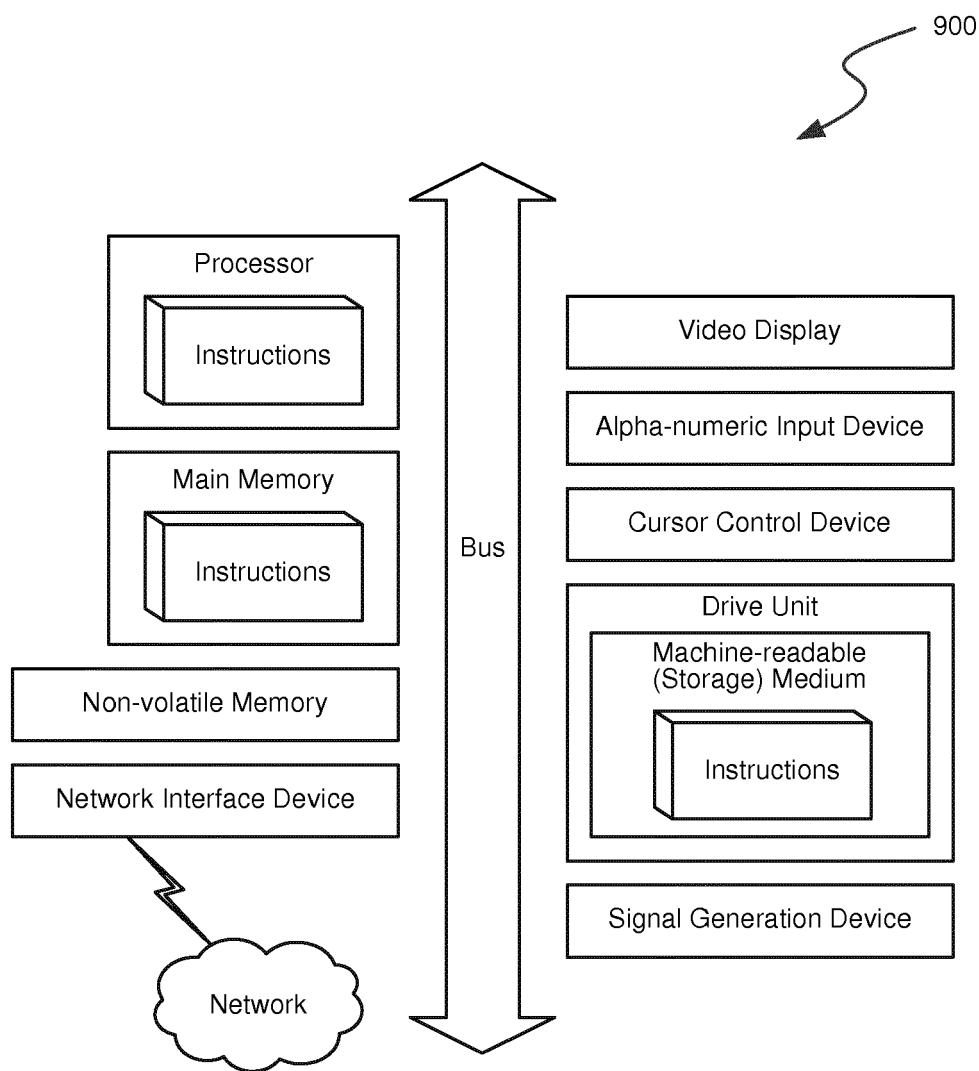 900
Processor
Instructions
Main Memory
Instructions
Non-volatile Memory
Network Interface Device
Network
Bus
Video Display
Alpha-numeric Input Device
Cursor Control Device
Drive Unit
Machine-readable
(Storage) Medium
Instructions
Signal Generation Device